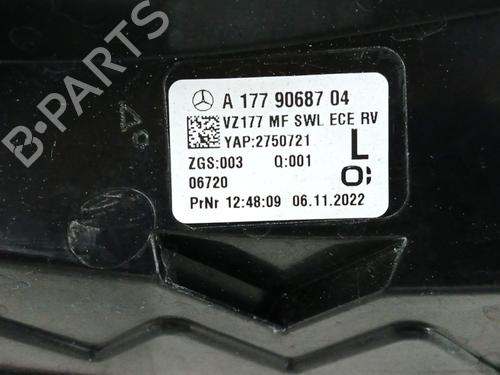 A 177 90687 04
VZ177 MF SWL ECE RV
YAP:2750721
L
ZGS:003 Q:001
06720
O;
PrNr 12:48:09 06.11.2022
B-PARTS